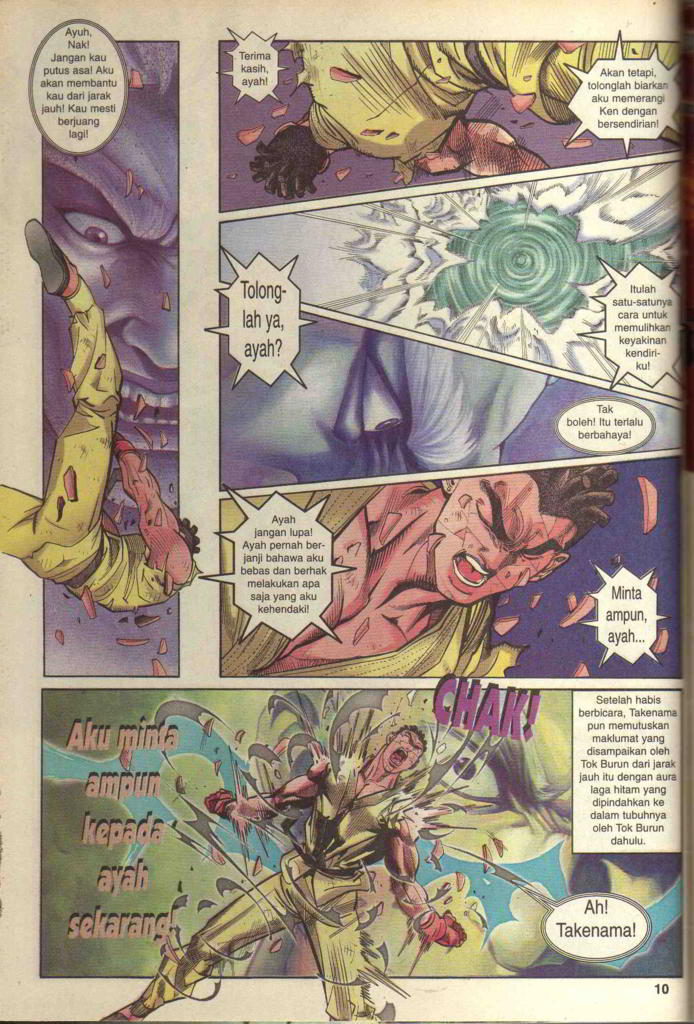 Ayuh,
Nak!
Jangan kau
putus asa! Aku
akan membantu
kau dari jarak
jauh! Kau mesti
berjuang
lagi!
Terima
kasih,
ayah!
Akan tetapi,
tolonglah biarkan
aku memerangi
Ken dengan
bersendirian!
Itulah
satu-satunya
cara untuk
memulihkan
keyakinan
kendiri-
ku!
Tolong-
lah ya,
ayah?
Tak
boleh! Itu terlalu
berbahaya!
Ayah
jangan lupa!
Ayah pernah ber-
janji bahawa aku
bebas dan berhak
melakukan apa
saja yang aku
kehendaki!
Minta
ampun,
ayah...
Aku minta
ampun
kepada
ayah
sekarang!
CHAK!
Setelah habis
berbicara, Takenama
pun memutuskan
maklumat yang
disampaikan oleh
Tok Burun dari jarak
jauh itu dengan aura
laga hitam yang
dipindahkan ke
dalam tubuhnya
oleh Tok Burun
dahulu.
Ah!
Takenama!
10